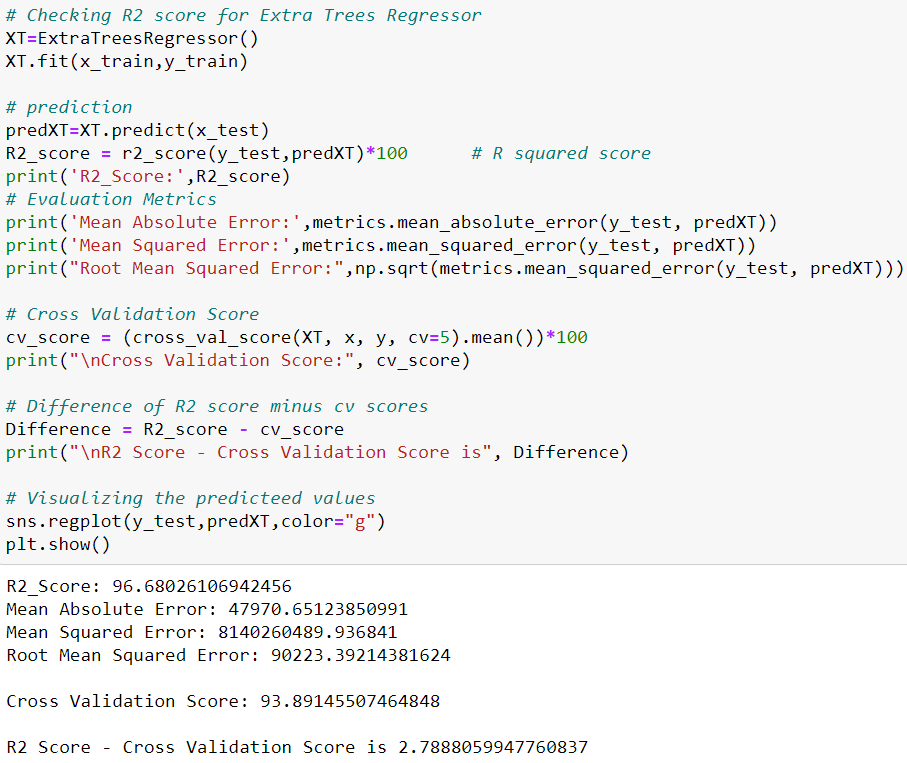 # Checking R2 score for Extra Trees Regressor
XT=ExtraTreesRegressor()
XT.fit(x_train,y_train)
# prediction
predXT=XT.predict(x_test)
R2_score = r2_score(y_test,predXT)*100      # R squared score
print('R2_Score:',R2_score)
# Evaluation Metrics
print('Mean Absolute Error:',metrics.mean_absolute_error(y_test, predXT))
print('Mean Squared Error:',metrics.mean_squared_error(y_test, predXT))
print("Root Mean Squared Error:",np.sqrt(metrics.mean_squared_error(y_test, predXT)))
# Cross Validation Score
cv_score = (cross_val_score(XT, x, y, cv=5).mean())*100
print("\nCross Validation Score:", cv_score)
# Difference of R2 score minus cv scores
Difference = R2_score - cv_score
print("\nR2 Score - Cross Validation Score is", Difference)
# Visualizing the predicteed values
sns.regplot(y_test,predXT,color="g")
plt.show()
R2_Score: 96.68026106942456
Mean Absolute Error: 47970.65123850991
Mean Squared Error: 8140260489.936841
Root Mean Squared Error: 90223.39214381624
Cross Validation Score: 93.89145507464848
R2 Score - Cross Validation Score is 2.7888059947760837